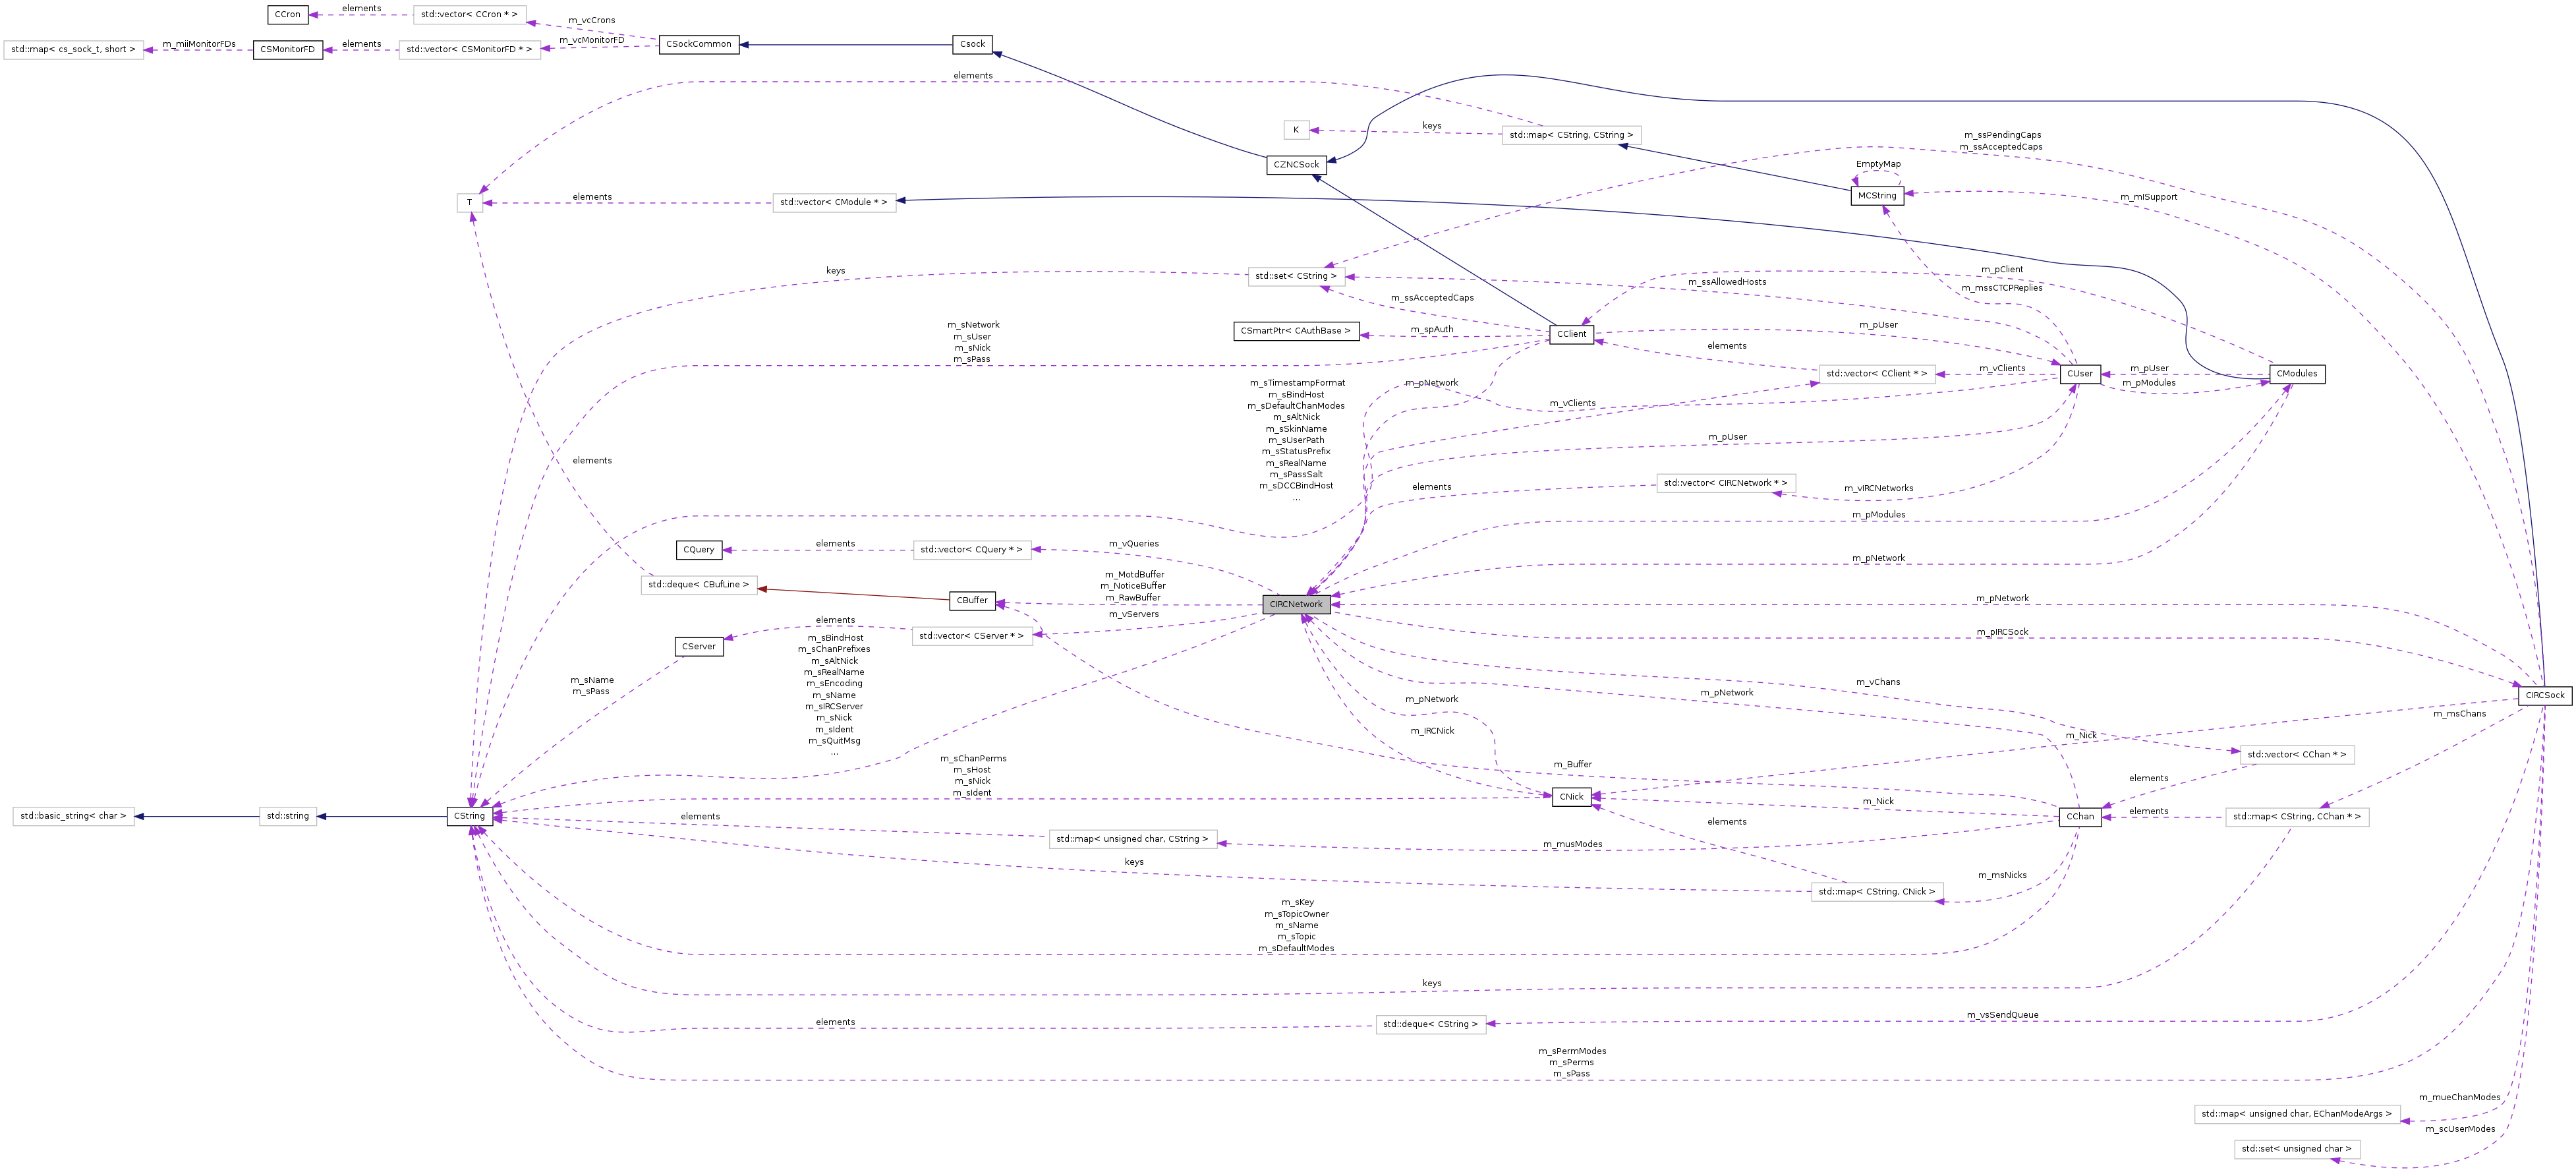 CCron
elements
std::vector< CCron * >
m_vcCrons
std::map< cs_sock_t, short >
m_miiMonitorFDs
CSMonitorFD
elements
std::vector< CSMonitorFD * >
m_vcMonitorFD
CSockCommon
Csock
elements
K
keys
std::map< CString, CString >
m_ssPendingCaps
m_ssAcceptedCaps
CZNCSock
EmptyMap
MCString
m_mISupport
T
elements
std::vector< CModule * >
keys
std::set< CString >
m_ssAllowedHosts
m_pClient
m_mssCTCPReplies
m_ssAcceptedCaps
m_sNetwork
m_sUser
m_sNick
m_sPass
CSmartPtr< CAuthBase >
m_spAuth
CClient
m_pUser
elements
std::vector< CClient * >
m_vClients
CUser
m_pUser
m_pModules
CModules
m_sTimestampFormat
m_sBindHost
m_sDefaultChanModes
m_sAltNick
m_sSkinName
m_sUserPath
m_sStatusPrefix
m_sRealName
m_sPassSalt
m_sDCCBindHost
...
m_pNetwork
m_vClients
m_pUser
elements
elements
std::vector< CIRCNetwork * >
m_vIRCNetworks
m_pModules
CQuery
elements
std::vector< CQuery * >
m_vQueries
m_pNetwork
std::deque< CBufLine >
CBuffer
m_MotdBuffer
m_NoticeBuffer
m_RawBuffer
CIRCNetwork
m_pNetwork
m_vServers
elements
std::vector< CServer * >
CServer
m_pIRCSock
m_sName
m_sPass
m_sBindHost
m_sChanPrefixes
m_sAltNick
m_sRealName
m_sEncoding
m_sName
m_sIRCServer
m_sNick
m_sIdent
m_sQuitMsg
...
m_pNetwork
m_IRCNick
m_pNetwork
m_vChans
CIRCSock
m_msChans
m_Nick
std::vector< CChan * >
m_sChanPerms
m_sHost
m_sNick
m_sIdent
m_Buffer
elements
CNick
m_Nick
std::basic_string< char >
std::string
CString
elements
elements
CChan
elements
std::map< CString, CChan * >
std::map< unsigned char, CString >
m_musModes
keys
std::map< CString, CNick >
m_msNicks
m_sKey
m_sTopicOwner
m_sName
m_sTopic
m_sDefaultModes
keys
elements
std::deque< CString >
m_vsSendQueue
m_sPermModes
m_sPerms
m_sPass
m_mueChanModes
std::map< unsigned char, EChanModeArgs >
m_scUserModes
std::set< unsigned char >